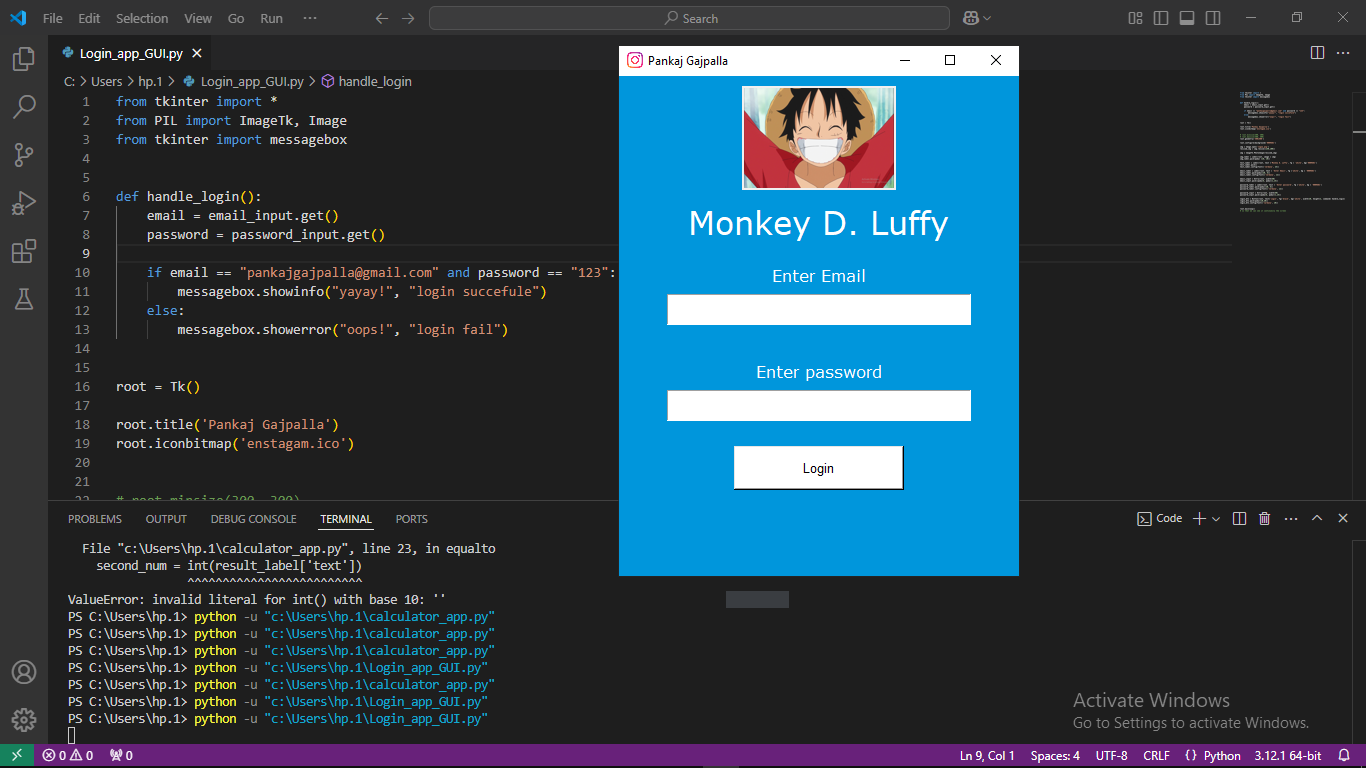 File Edit Selection View Go Run ··· Search
Login_app_GUI.py
C: > Users > hp.1 > Login_app_GUI.py > handle_login
1 from tkinter import *
2 from PIL import ImageTk, Image
3 from tkinter import messagebox
4
5
6 def handle_login():
7 email = email_input.get()
8 password = password_input.get()
9
10 if email == "pankajgajpalla@gmail.com" and password == "123":
11 messagebox.showinfo("yayay!", "login succefule")
12 else:
13 messagebox.showerror("oops!", "login fail")
14
15
16 root = Tk()
17
18 root.title('Pankaj Gajpalla')
19 root.iconbitmap('enstagam.ico')
20
21
22 # root.minsize(300, 300)
Pankaj Gajpalla
Monkey D. Luffy
Enter Email
Enter password
Login
PROBLEMS OUTPUT DEBUG CONSOLE TERMINAL PORTS Code
File "c:\Users\hp.1\calculator_app.py", line 23, in equalto
second_num = int(result_label['text'])
^^^^^^^^^^^^^^^^^^^^^^^^^
ValueError: invalid literal for int() with base 10: ''
PS C:\Users\hp.1> python -u "c:\Users\hp.1\calculator_app.py"
PS C:\Users\hp.1> python -u "c:\Users\hp.1\calculator_app.py"
PS C:\Users\hp.1> python -u "c:\Users\hp.1\calculator_app.py"
PS C:\Users\hp.1> python -u "c:\Users\hp.1\Login_app_GUI.py"
PS C:\Users\hp.1> python -u "c:\Users\hp.1\calculator_app.py"
PS C:\Users\hp.1> python -u "c:\Users\hp.1\Login_app_GUI.py"
PS C:\Users\hp.1> python -u "c:\Users\hp.1\Login_app_GUI.py"
Activate Windows
Go to Settings to activate Windows.
0 0 0 Ln 9, Col 1 Spaces: 4 UTF-8 CRLF {} Python 3.12.1 64-bit